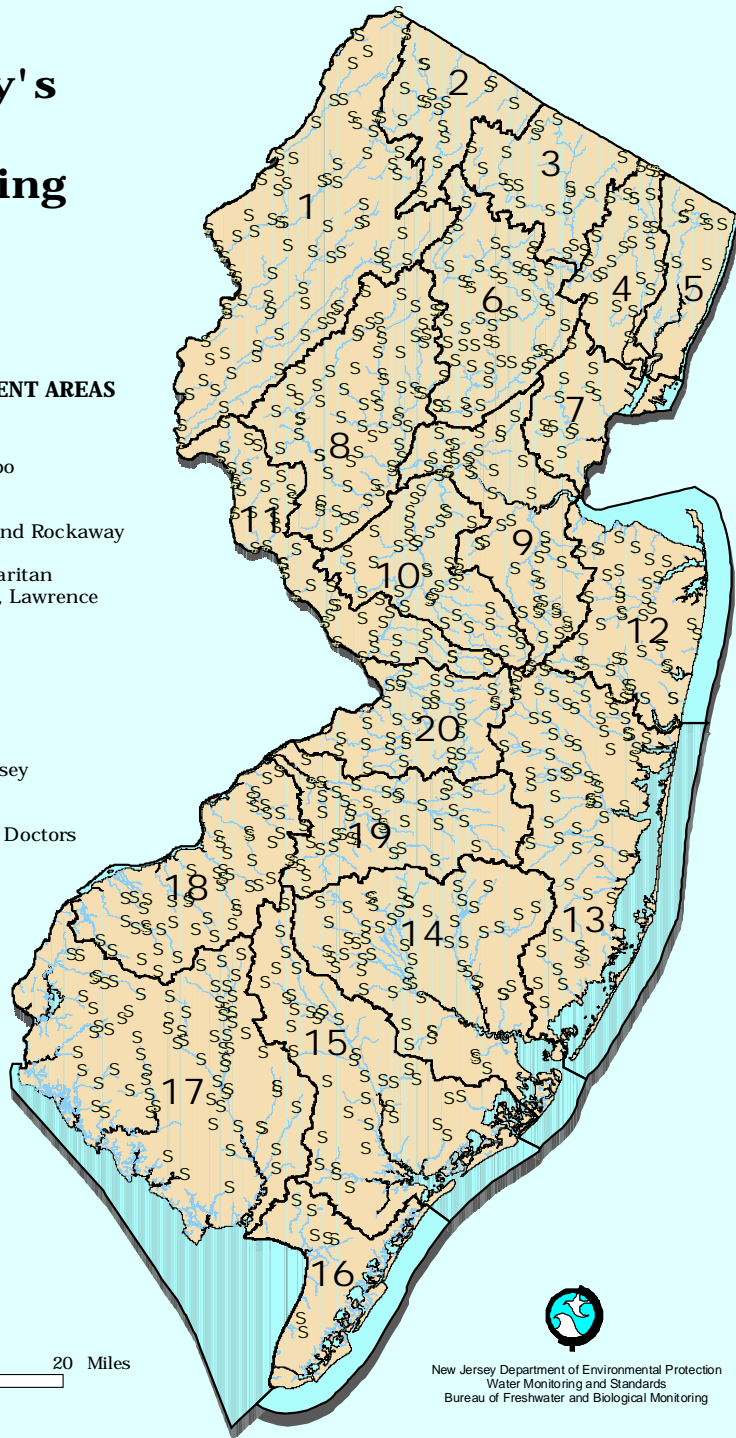 y's
ing
ENT AREAS
oo
nd Rockaway
aritan
, Lawrence
sey
Doctors
20 Miles
1
2
3
4
5
6
7
8
9
10
11
12
13
14
15
16
17
18
19
20
New Jersey Department of Environmental Protection
Water Monitoring and Standards
Bureau of Freshwater and Biological Monitoring